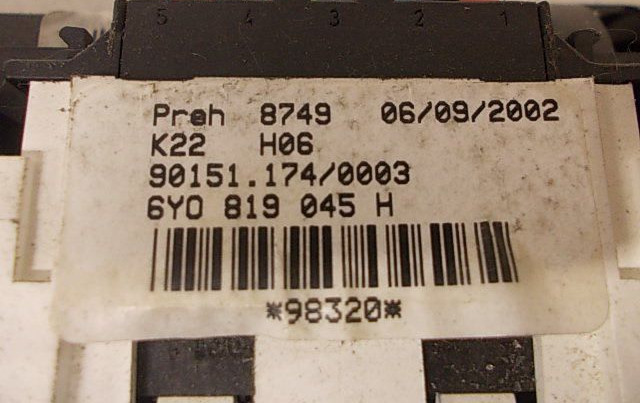 5 4 3 2 1
Preh 8749 06/09/2002
K22 H06
90151.174/0003
6Y0 819 045 H
*98320*